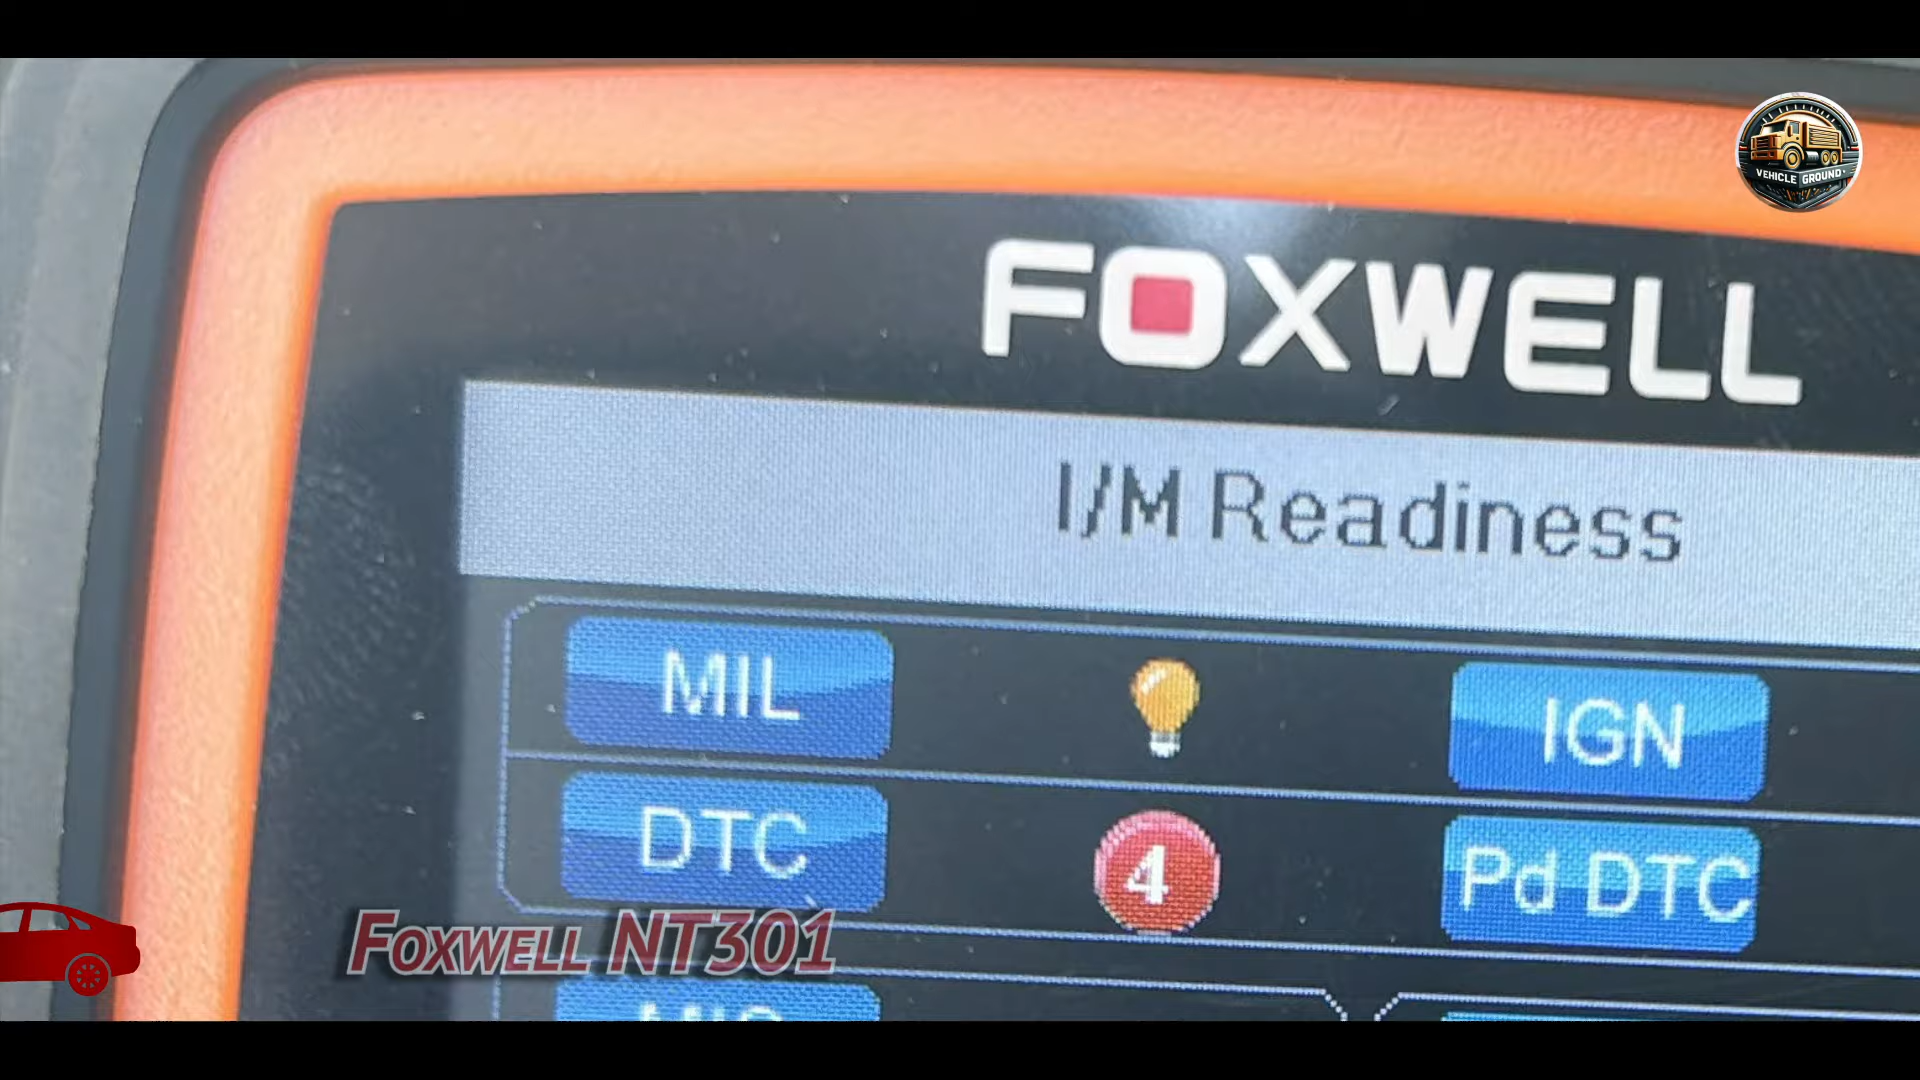 VEHICLE GROUND
FOXWELL
I/M Readiness
MIL
IGN
DTC
4
Pd DTC
FOXWELL NT301